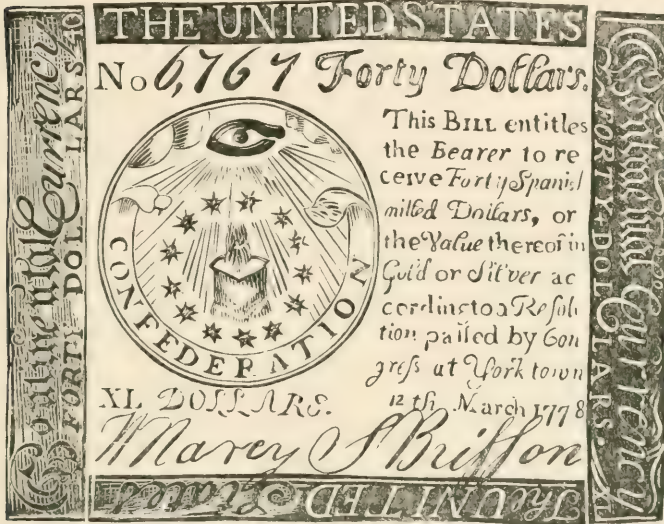 THE UNITED STATES
No 6,767 Forty Dollars.
This BILL entitles
the Bearer to re
ceive Forty Spaniſ
milled Dollars, or
the Value thereof in
Gold or Silver ac
cording to a Reſolu
tion paſſed by Con
greſs at York town
12th March 1778
CONFEDERATION
XL DOLLARS.
Continental Currency
FORTY DOLLARS 40
Continental Currency
FORTY DOLLARS.
The UNITED States